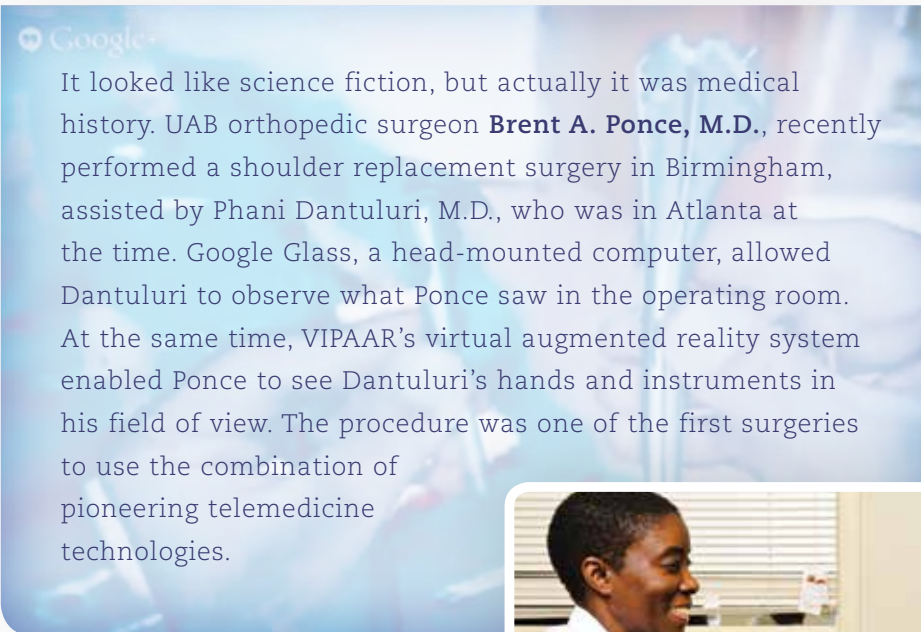 Google+
It looked like science fiction, but actually it was medical
history. UAB orthopedic surgeon Brent A. Ponce, M.D., recently
performed a shoulder replacement surgery in Birmingham,
assisted by Phani Dantuluri, M.D., who was in Atlanta at
the time. Google Glass, a head-mounted computer, allowed
Dantuluri to observe what Ponce saw in the operating room.
At the same time, VIPAAR’s virtual augmented reality system
enabled Ponce to see Dantuluri’s hands and instruments in
his field of view. The procedure was one of the first surgeries
to use the combination of
pioneering telemedicine
technologies.